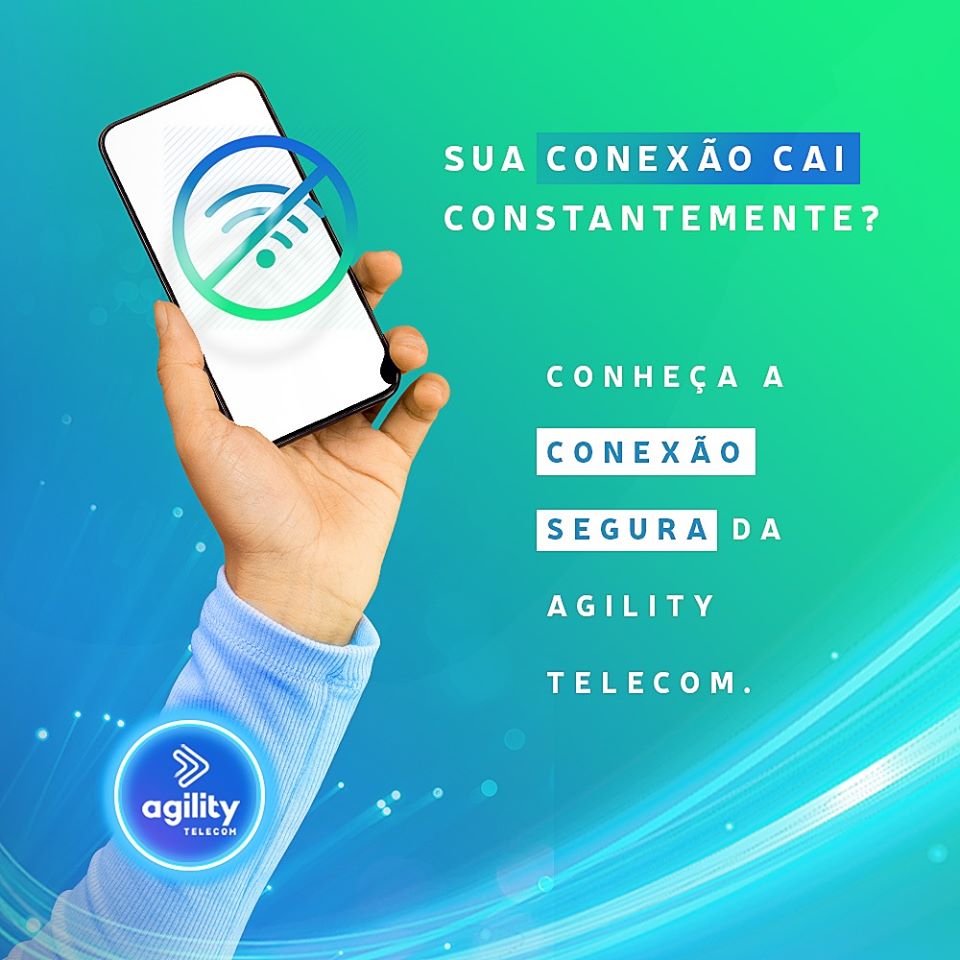 SUA CONEXÃO CAI
CONSTANTEMENTE?
CONHEÇA A
CONEXÃO
SEGURA DA
AGILITY
TELECOM.
agility
TELECOM